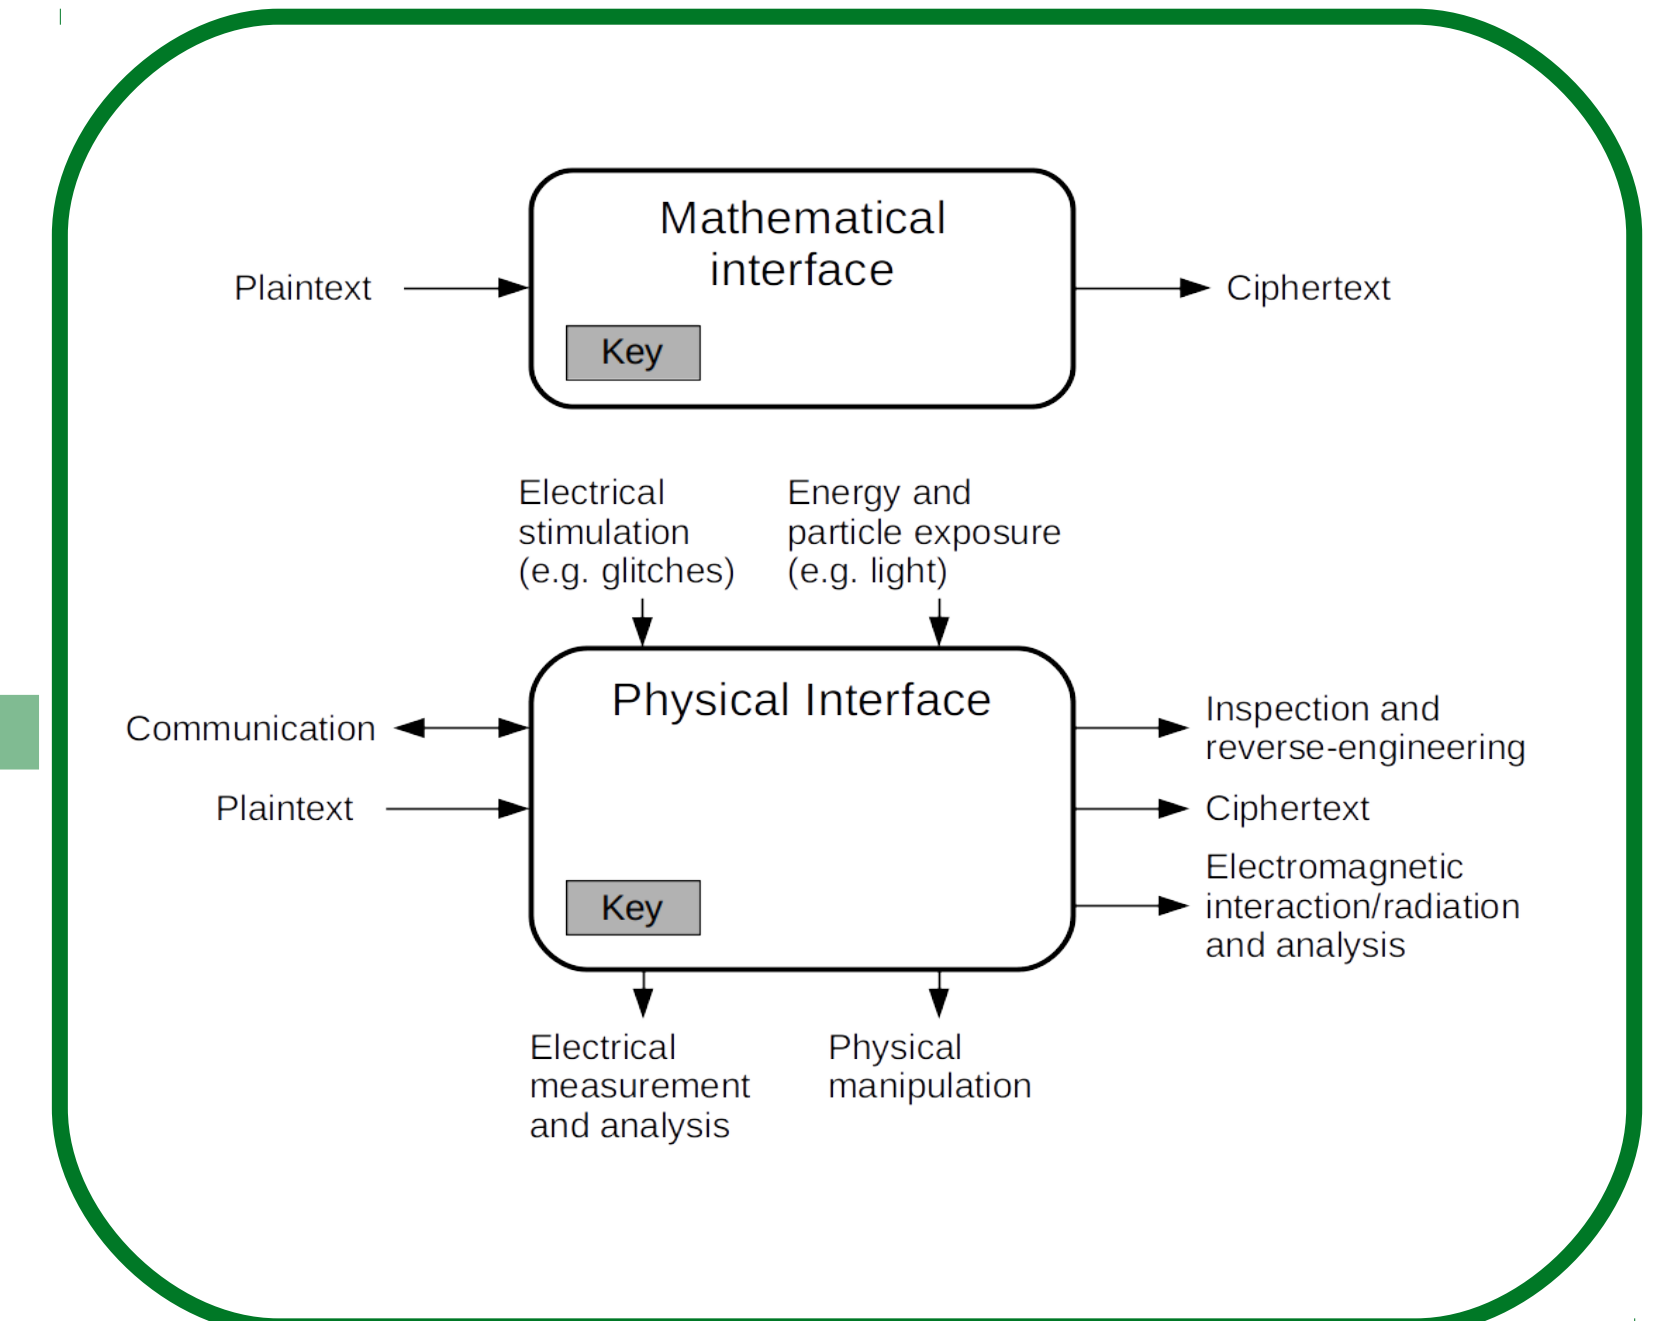 Mathematical
interface
Plaintext
Ciphertext
Key
Electrical
stimulation
(e.g. glitches)
Energy and
particle exposure
(e.g. light)
Physical Interface
Communication
Plaintext
Key
Inspection and
reverse-engineering
Ciphertext
Electromagnetic
interaction/radiation
and analysis
Electrical
measurement
and analysis
Physical
manipulation